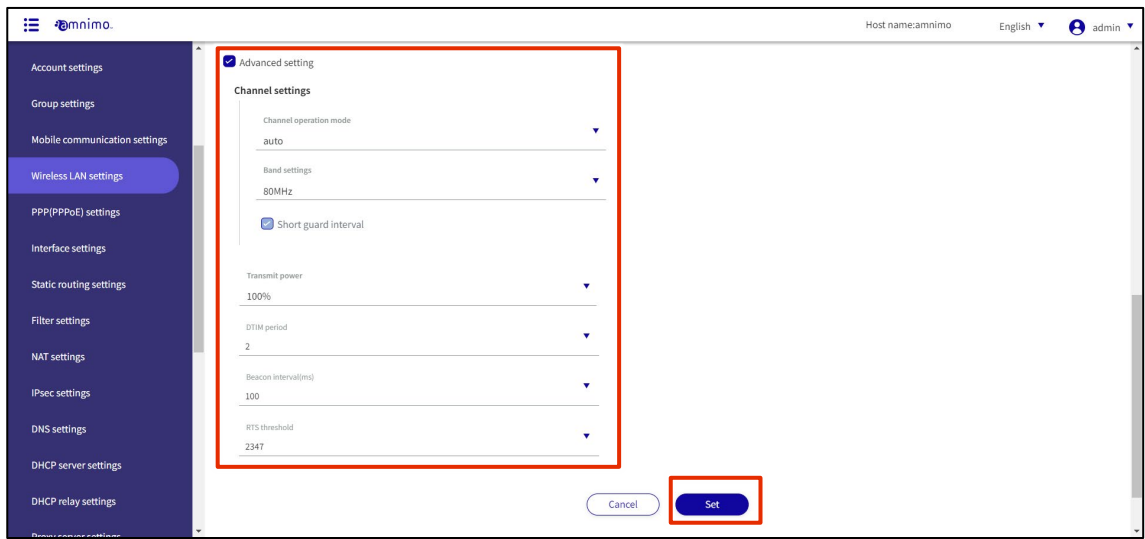 amnimo
Host name:amnimo
English
admin
Account settings
Group settings
Mobile communication settings
Wireless LAN settings
PPP(PPPoE) settings
Interface settings
Static routing settings
Filter settings
NAT settings
IPsec settings
DNS settings
DHCP server settings
DHCP relay settings
Proxy server settings
Advanced setting
Channel settings
Channel operation mode
auto
Band settings
80MHz
Short guard interval
Transmit power
100%
DTIM period
2
Beacon interval(ms)
100
RTS threshold
2347
Cancel
Set